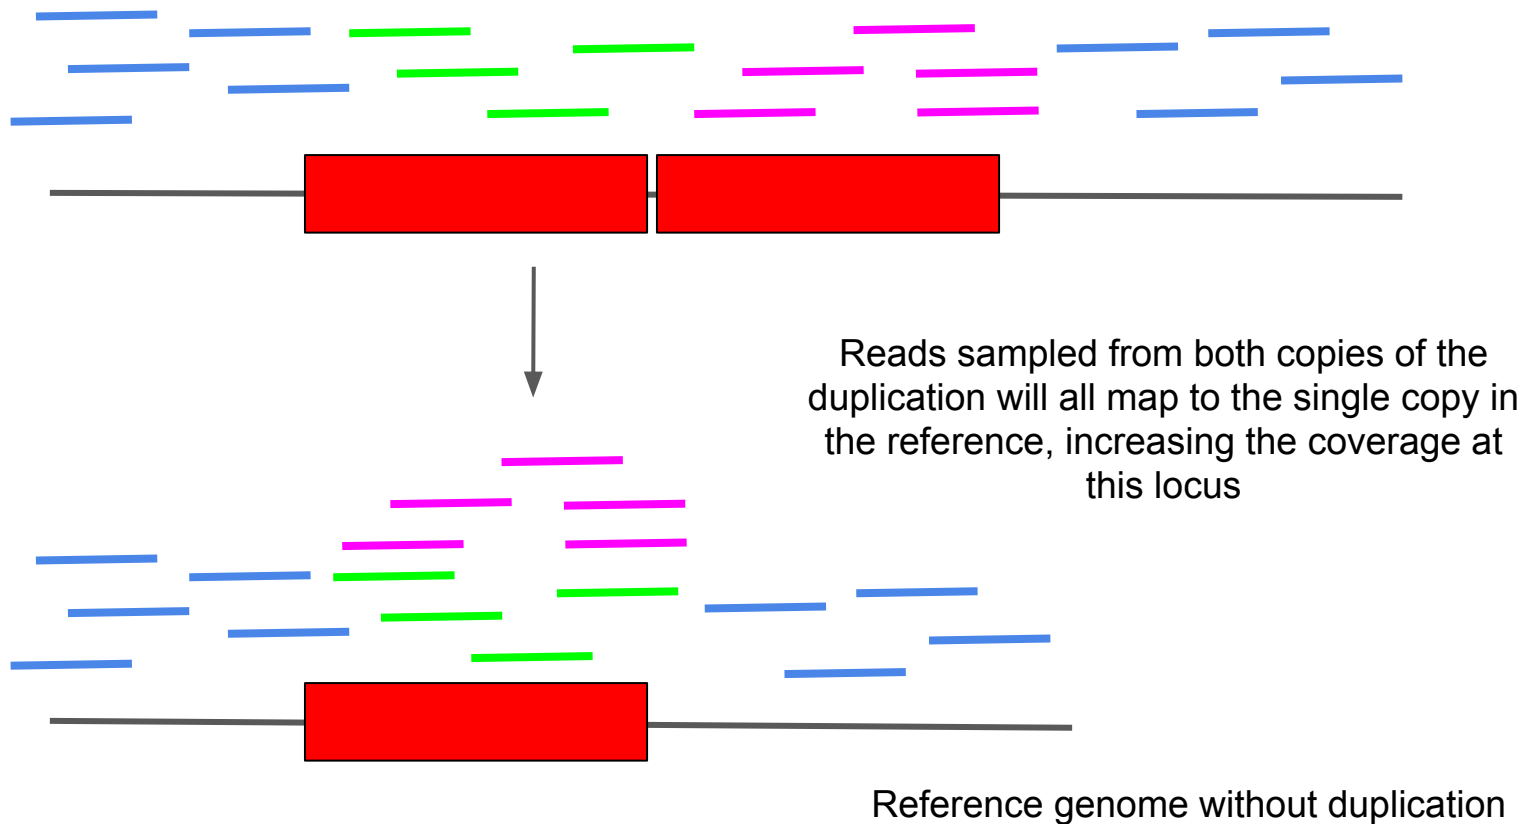 Reads sampled from both copies of the
duplication will all map to the single copy in
the reference, increasing the coverage at
this locus
Reference genome without duplication